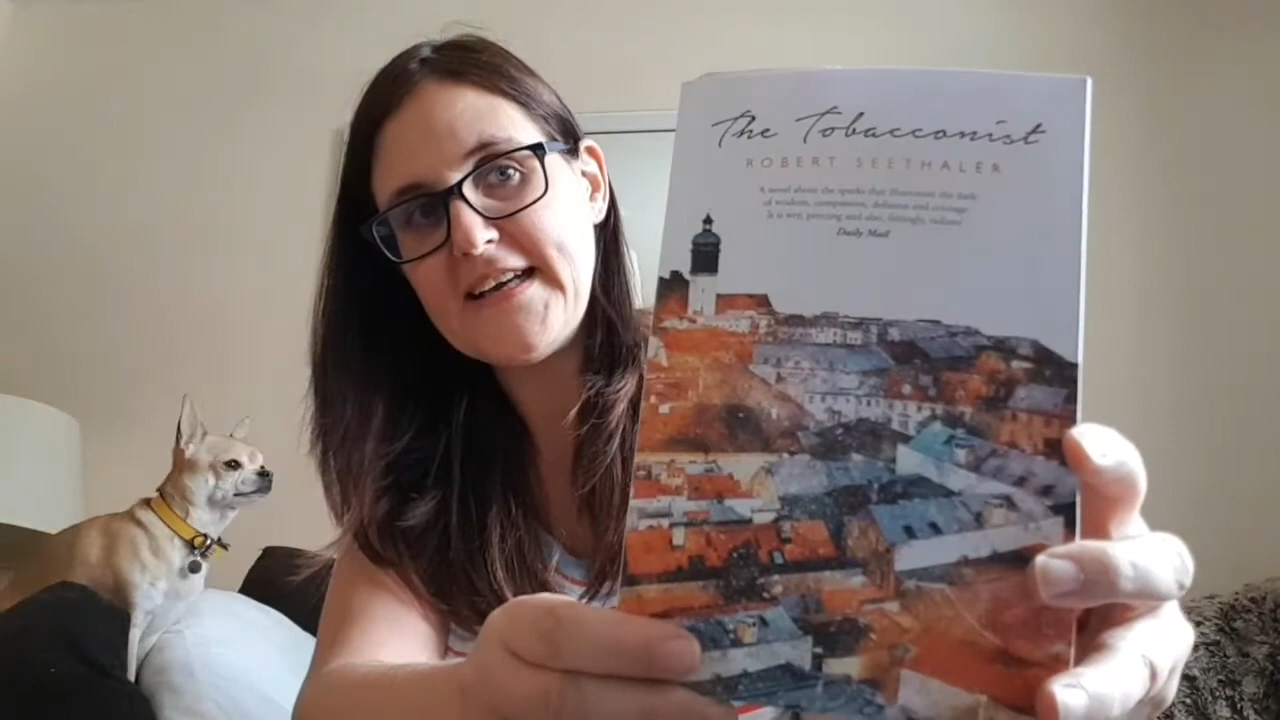 The Tobacconist
ROBERT SEETHALER
'A novel about the sparks that illuminate the dark:
of wisdom, compassion, defiance and courage.
It is wry, piercing and also, fittingly, radiant'
Daily Mail